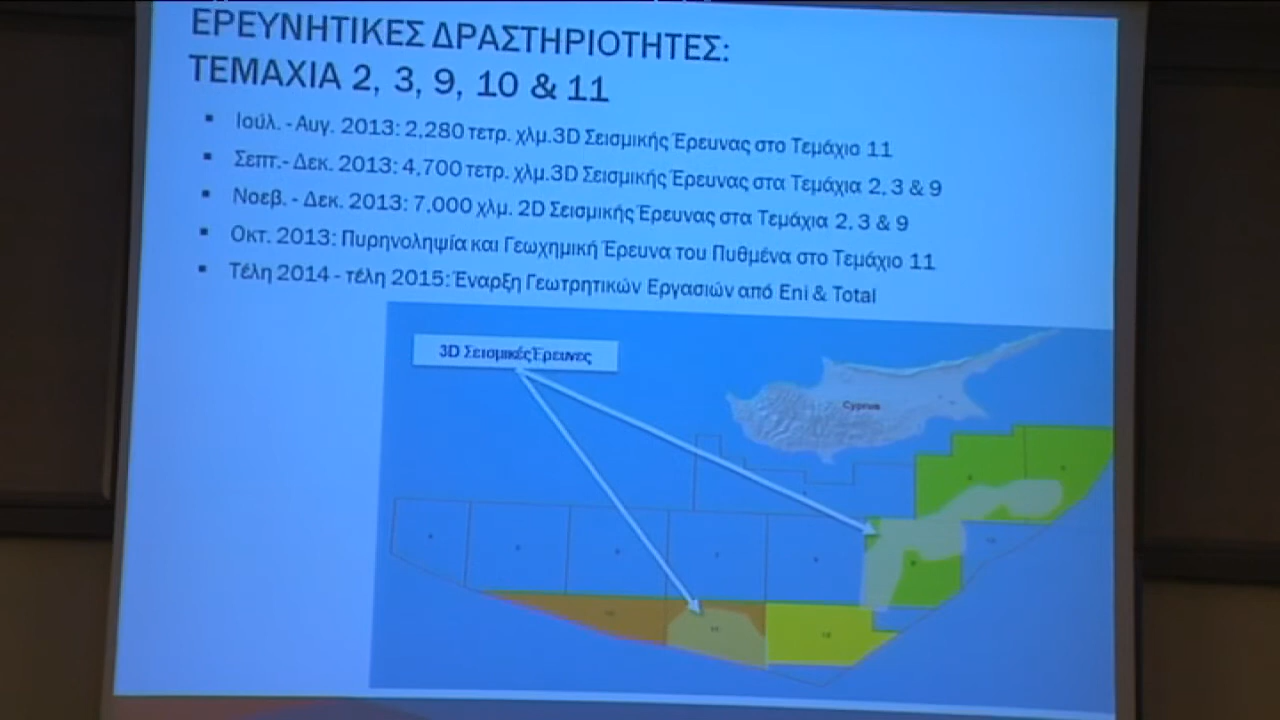 ΕΡΕΥΝΗΤΙΚΕΣ ΔΡΑΣΤΗΡΙΟΤΗΤΕΣ:
ΤΕΜΑΧΙΑ 2, 3, 9, 10 & 11
▪ Ιούλ. - Αυγ. 2013: 2,280 τετρ. χλμ.3D Σεισμικής Έρευνας στο Τεμάχιο 11
▪ Σεπτ.- Δεκ. 2013: 4,700 τετρ. χλμ.3D Σεισμικής Έρευνας στα Τεμάχια 2, 3 & 9
▪ Νοεβ. - Δεκ. 2013: 7,000 χλμ. 2D Σεισμικής Έρευνας στα Τεμάχια 2, 3 & 9
▪ Οκτ. 2013: Πυρηνοληψία και Γεωχημική Έρευνα του Πυθμένα στο Τεμάχιο 11
▪ Τέλη 2014 - τέλη 2015: Έναρξη Γεωτρητικών Εργασιών από Eni & Total
3D Σεισμικές Έρευνες
Cyprus